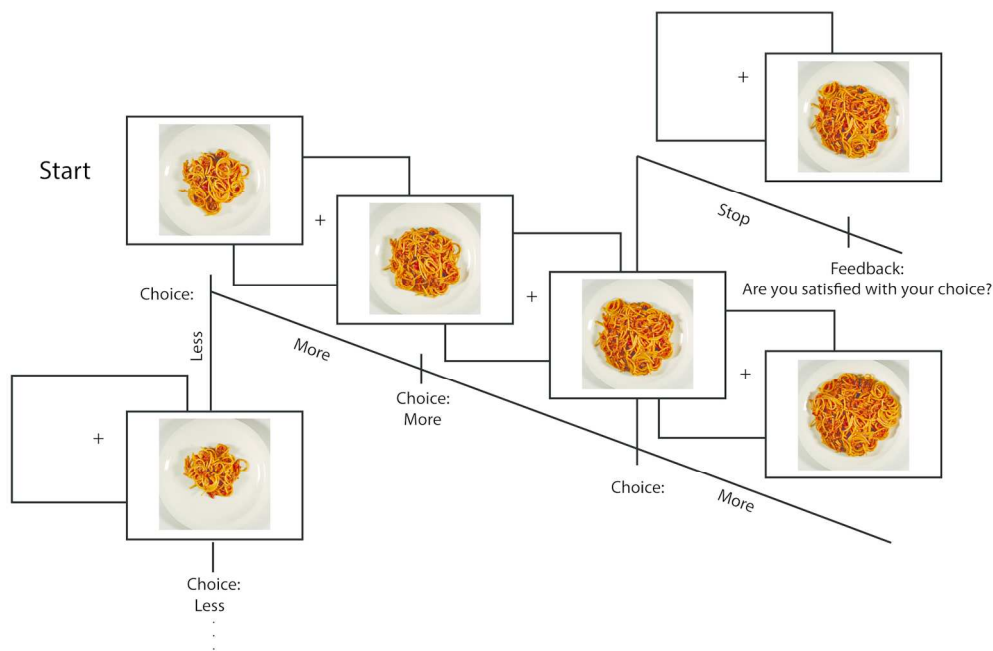 Start
+
+
+
+
+
Choice:
Less
More
Choice:
More
Choice:
More
Stop
Feedback:
Are you satisfied with your choice?
Choice:
Less
.
.
.